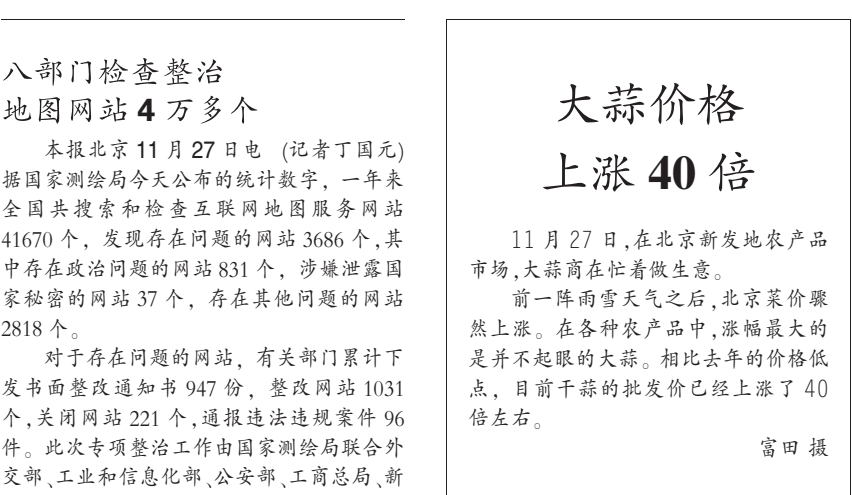 八部门检查整治
地图网站 4 万多个
本报北京 11 月 27 日电 (记者丁国元)
据国家测绘局今天公布的统计数字，一年来
全国共搜索和检查互联网地图服务网站
41670 个，发现存在问题的网站 3686 个,其
中存在政治问题的网站 831 个，涉嫌泄露国
家秘密的网站 37 个，存在其他问题的网站
2818 个。
对于存在问题的网站，有关部门累计下
发书面整改通知书 947 份，整改网站 1031
个,关闭网站 221 个,通报违法违规案件 96
件。此次专项整治工作由国家测绘局联合外
交部、工业和信息化部、公安部、工商总局、新
大蒜价格
上涨 40 倍
11 月 27 日,在北京新发地农产品
市场,大蒜商在忙着做生意。
前一阵雨雪天气之后,北京菜价骤
然上涨。在各种农产品中,涨幅最大的
是并不起眼的大蒜。相比去年的价格低
点，目前干蒜的批发价已经上涨了 40
倍左右。
富田 摄